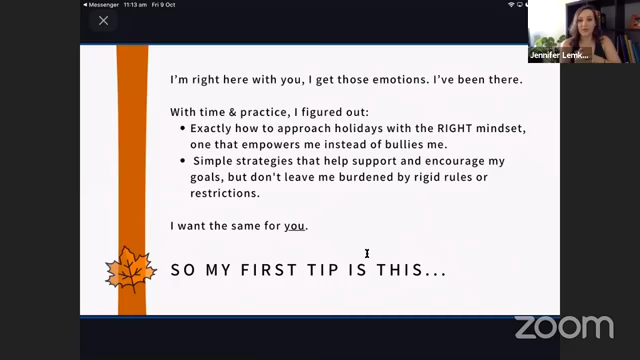 ◀ Messenger 11:13 am Fri 9 Oct
Jennifer Lemk...
I'm right here with you, I get those emotions. I've been there.
With time & practice, I figured out:
• Exactly how to approach holidays with the RIGHT mindset,
one that empowers me instead of bullies me.
• Simple strategies that help support and encourage my
goals, but don't leave me burdened by rigid rules or
restrictions.
I want the same for you.
SO MY FIRST TIP IS THIS...
zoom